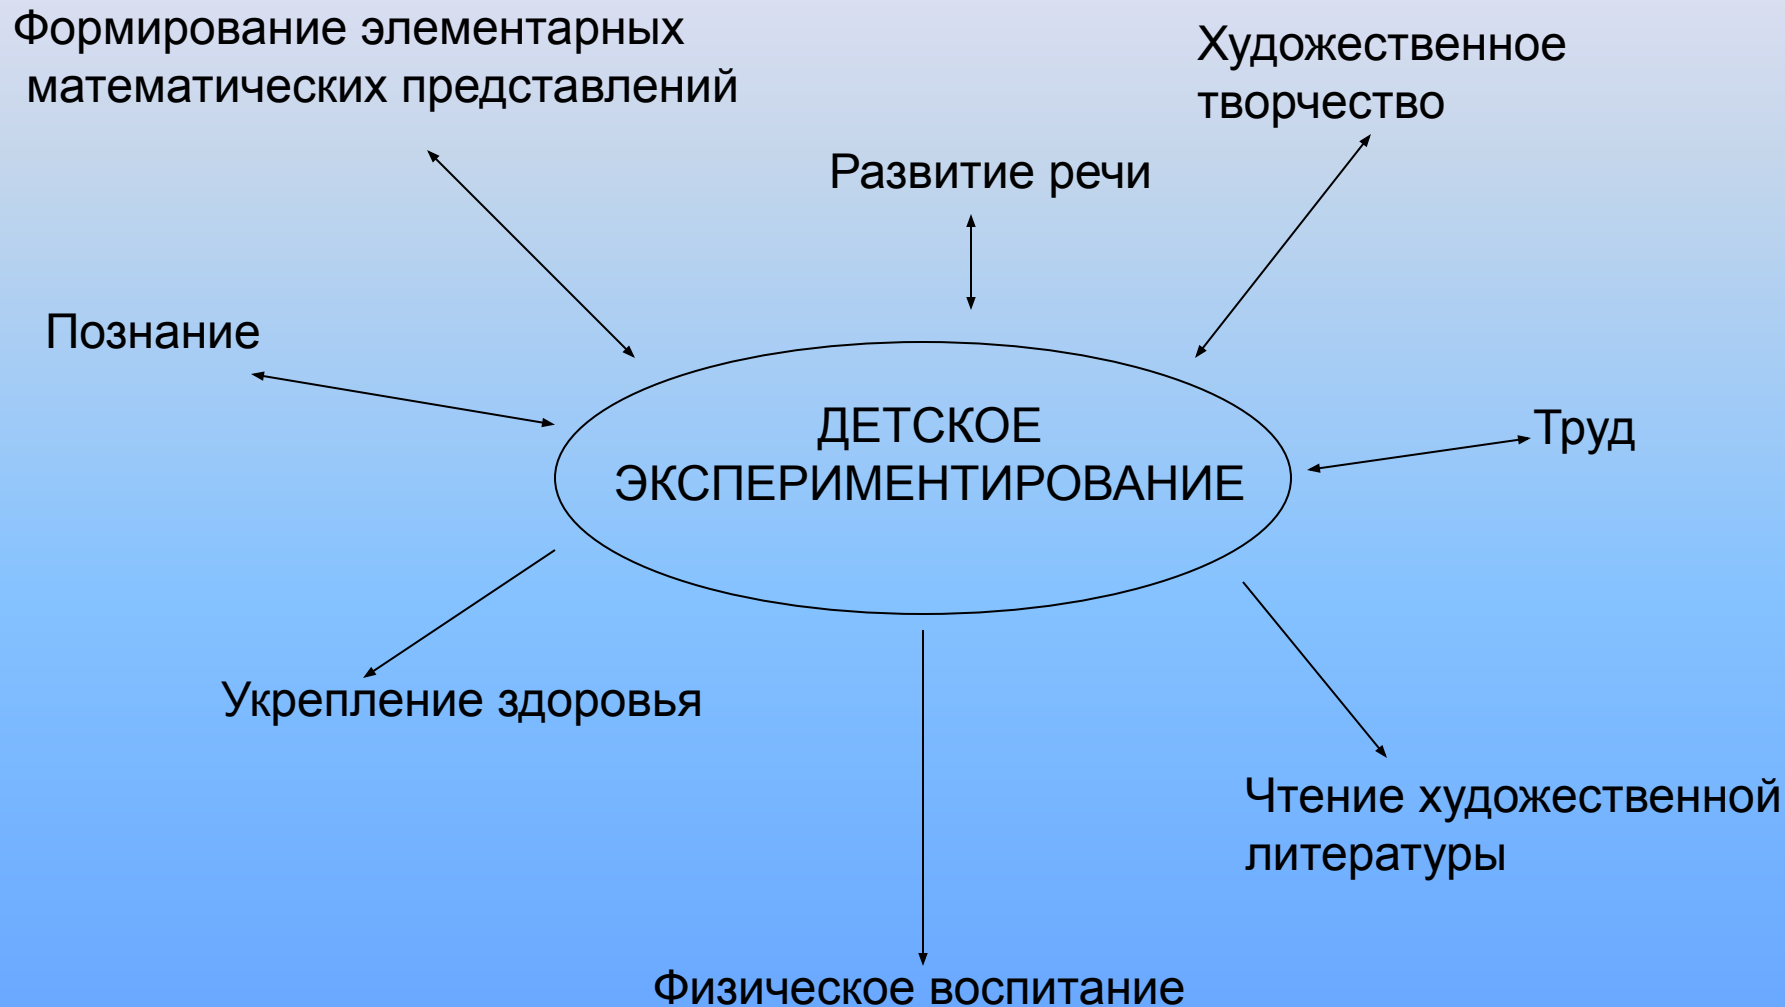 Формирование элементарных
математических представлений
Художественное
творчество
Развитие речи
Познание
ДЕТСКОЕ
ЭКСПЕРИМЕНТИРОВАНИЕ
Труд
Укрепление здоровья
Чтение художественной
литературы
Физическое воспитание